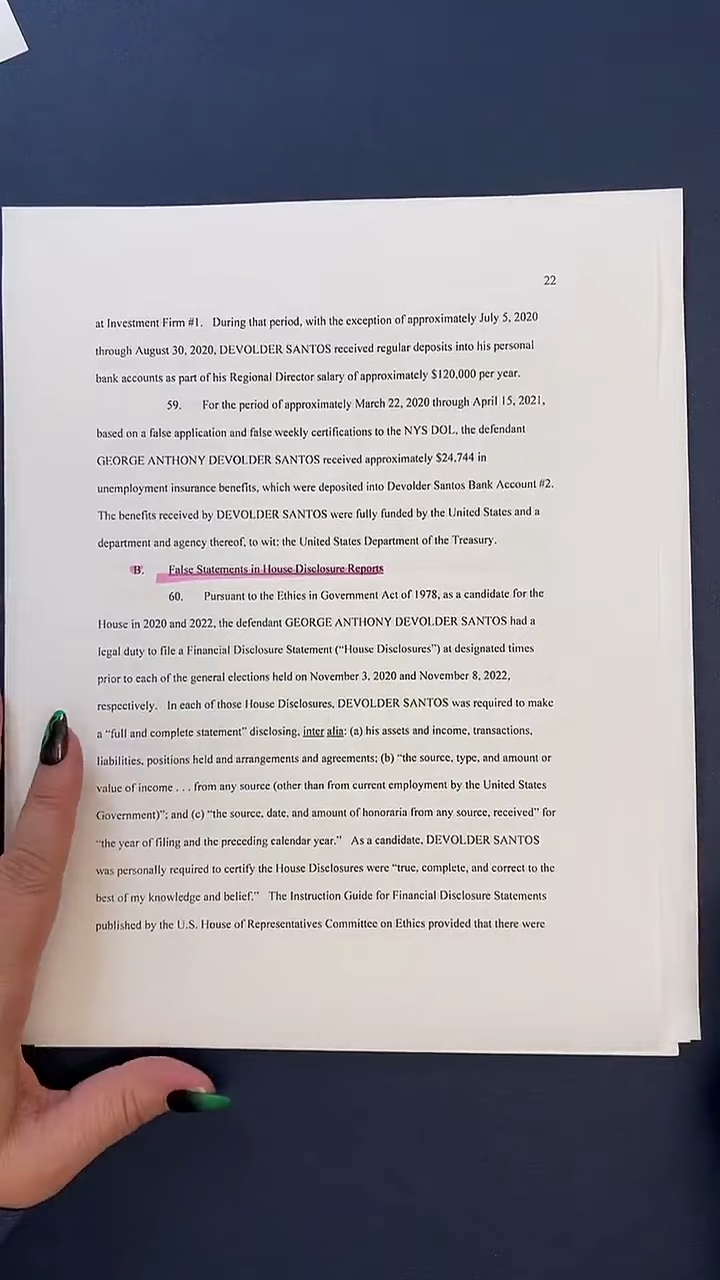 22
at Investment Firm #1. During that period, with the exception of approximately July 5, 2020
through August 30, 2020, DEVOLDER SANTOS received regular deposits into his personal
bank accounts as part of his Regional Director salary of approximately $120,000 per year.
59. For the period of approximately March 22, 2020 through April 15, 2021,
based on a false application and false weekly certifications to the NYS DOL, the defendant
GEORGE ANTHONY DEVOLDER SANTOS received approximately $24,744 in
unemployment insurance benefits, which were deposited into Devolder Santos Bank Account #2.
The benefits received by DEVOLDER SANTOS were fully funded by the United States and a
department and agency thereof, to wit: the United States Department of the Treasury.
B. False Statements in House Disclosure Reports
60. Pursuant to the Ethics in Government Act of 1978, as a candidate for the
House in 2020 and 2022, the defendant GEORGE ANTHONY DEVOLDER SANTOS had a
legal duty to file a Financial Disclosure Statement (“House Disclosures”) at designated times
prior to each of the general elections held on November 3, 2020 and November 8, 2022,
respectively. In each of those House Disclosures, DEVOLDER SANTOS was required to make
a “full and complete statement” disclosing, inter alia: (a) his assets and income, transactions,
liabilities, positions held and arrangements and agreements; (b) “the source, type, and amount or
value of income . . . from any source (other than from current employment by the United States
Government)”; and (c) “the source, date, and amount of honoraria from any source, received” for
“the year of filing and the preceding calendar year.” As a candidate, DEVOLDER SANTOS
was personally required to certify the House Disclosures were “true, complete, and correct to the
best of my knowledge and belief.” The Instruction Guide for Financial Disclosure Statements
published by the U.S. House of Representatives Committee on Ethics provided that there were